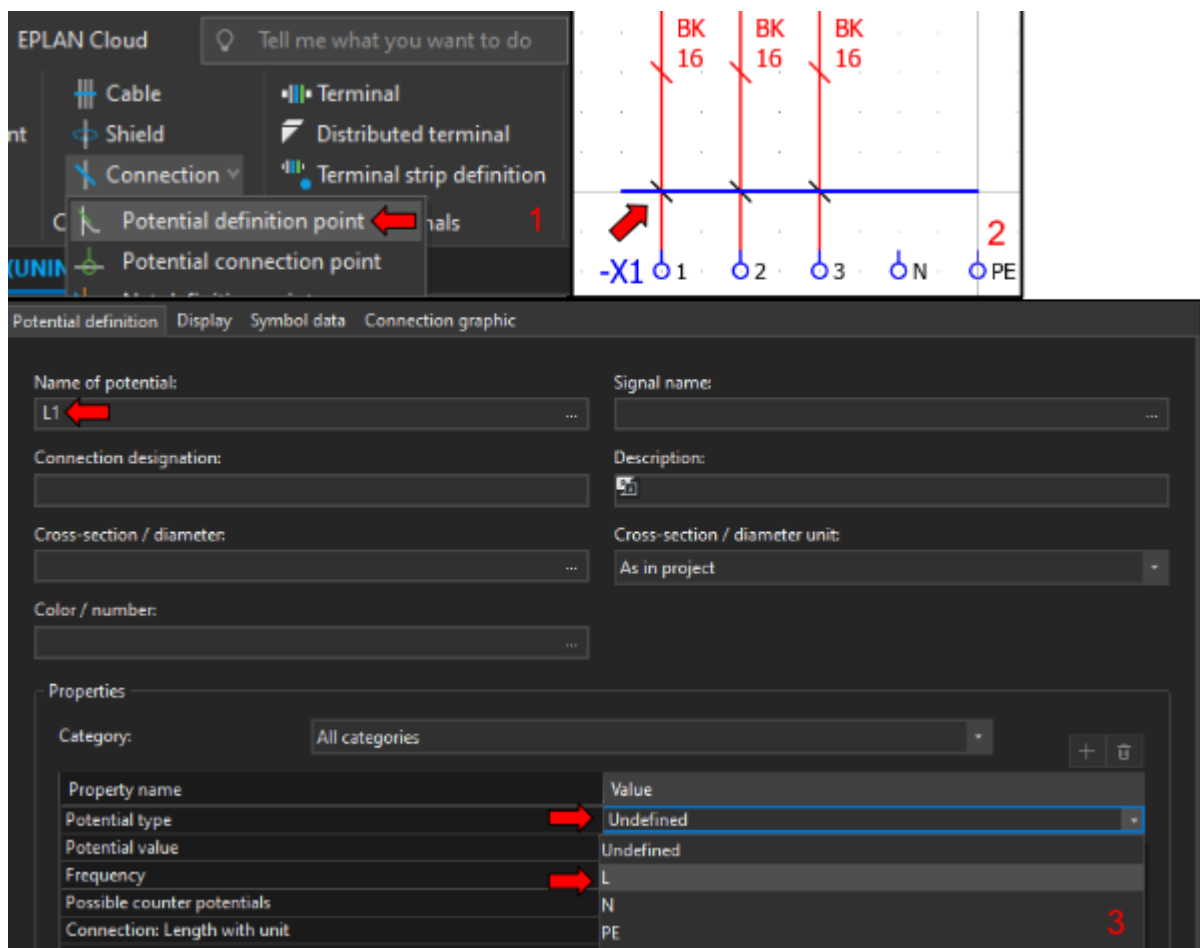 EPLAN Cloud
Tell me what you want to do
Cable
Terminal
nt
Shield
Distributed terminal
Connection
Terminal strip definition
C
Potential definition point
nals
1
(UNIN
Potential connection point
BK
BK
BK
16
16
16
2
-X1
1
2
3
N
PE
Potential definition
Display
Symbol data
Connection graphic
Name of potential:
Signal name:
L1
...
...
Connection designation:
Description:
Cross-section / diameter:
Cross-section / diameter unit:
...
As in project
Color / number:
...
Properties
Category:
All categories
Property name
Value
Potential type
Undefined
Potential value
Undefined
Frequency
L
Possible counter potentials
N
Connection: Length with unit
PE
3